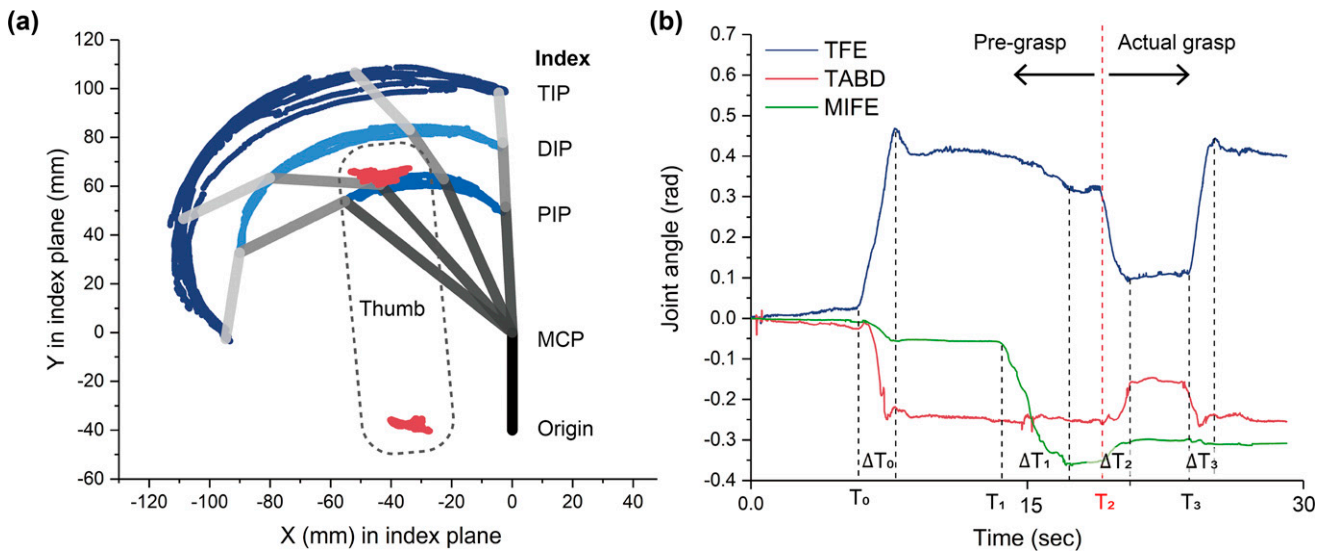 (a)
120
100
80
60
40
20
0
-20
-40
-60
Y in index plane (mm)
-120
-100
-80
-60
-40
-20
0
20
40
X (mm) in index plane
Index
TIP
DIP
PIP
MCP
Origin
Thumb
(b)
TFE
TABD
MIFE
Pre-grasp
Actual grasp
0.7
0.6
0.5
0.4
0.3
0.2
0.1
0.0
-0.1
-0.2
-0.3
-0.4
Joint angle (rad)
ΔT₀
ΔT₁
ΔT₂
ΔT₃
0.0
T₀
T₁
15
T₂
T₃
30
Time (sec)